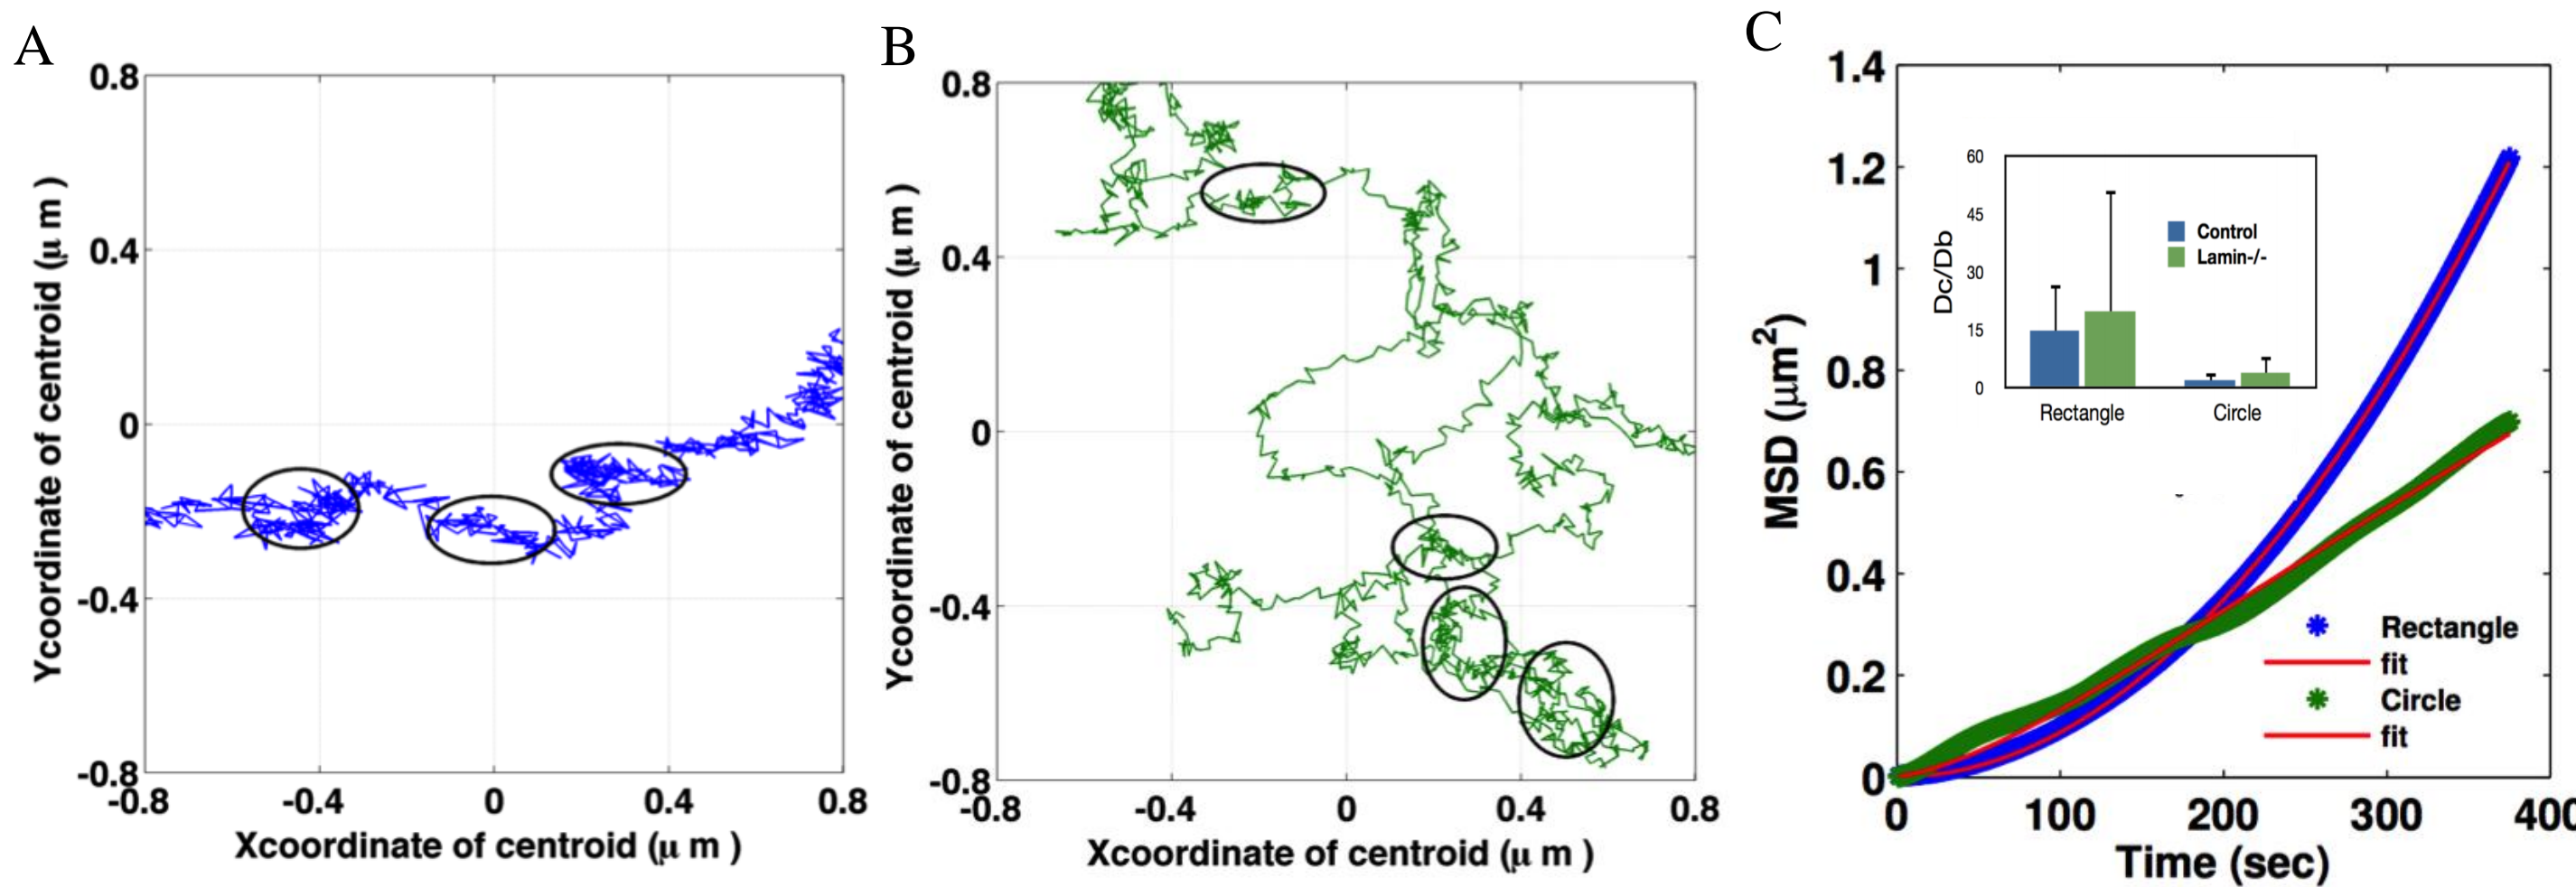 A
0.8
0.4
0
-0.4
-0.8
-0.8
-0.4
0
0.4
0.8
Ycoordinate of centroid (μ m )
Xcoordinate of centroid (μ m )
B
0.8
0.4
0
-0.4
-0.8
-0.8
-0.4
0
0.4
0.8
Ycoordinate of centroid (μ m )
Xcoordinate of centroid (μ m )
C
1.4
1.2
1
0.8
0.6
0.4
0.2
0
0
100
200
300
400
MSD (μm²)
Time (sec)
60
45
30
15
0
Dc/Db
Control
Lamin-/-
Rectangle
Circle
Rectangle
fit
Circle
fit